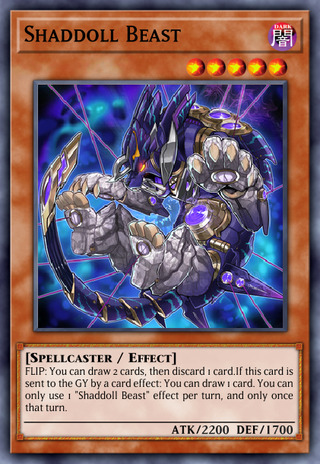 Shaddoll Beast
DARK
闇
[Spellcaster / Effect]
FLIP: You can draw 2 cards, then discard 1 card.If this card is
sent to the GY by a card effect: You can draw 1 card. You can
only use 1 "Shaddoll Beast" effect per turn, and only once
that turn.
ATK/2200 DEF/1700